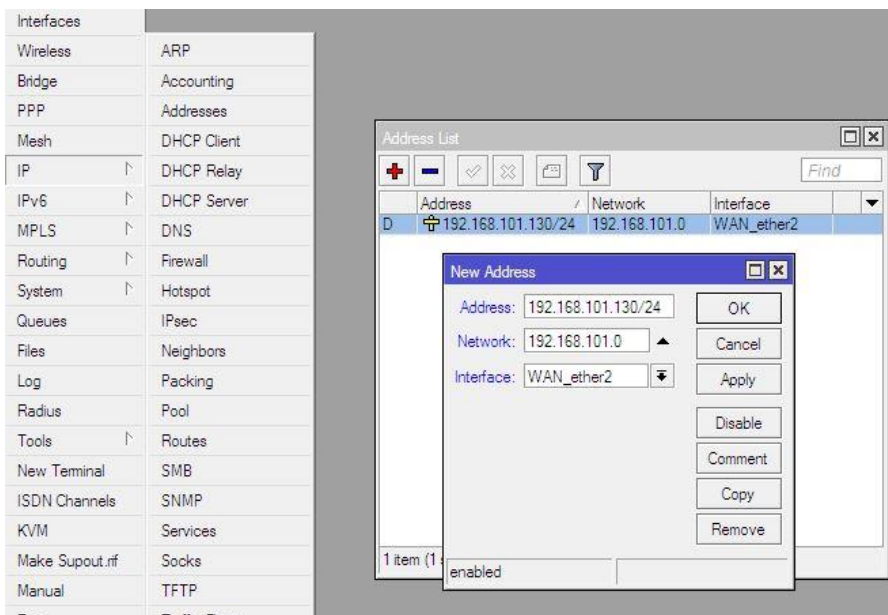 Interfaces
Wireless
Bridge
PPP
Mesh
IP
IPv6
MPLS
Routing
System
Queues
Files
Log
Radius
Tools
New Terminal
ISDN Channels
KVM
Make Supout.rif
Manual
ARP
Accounting
Addresses
DHCP Client
DHCP Relay
DHCP Server
DNS
Firewall
Hotspot
IPsec
Neighbors
Packing
Pool
Routes
SMB
SNMP
Services
Socks
TFTP
Address List
Find
Address Network Interface
D 192.168.101.130/24 192.168.101.0 WAN_ether2
New Address
Address: 192.168.101.130/24 OK
Network: 192.168.101.0 Cancel
Interface: WAN_ether2 Apply
Disable
Comment
Copy
Remove
enabled
1 item (1